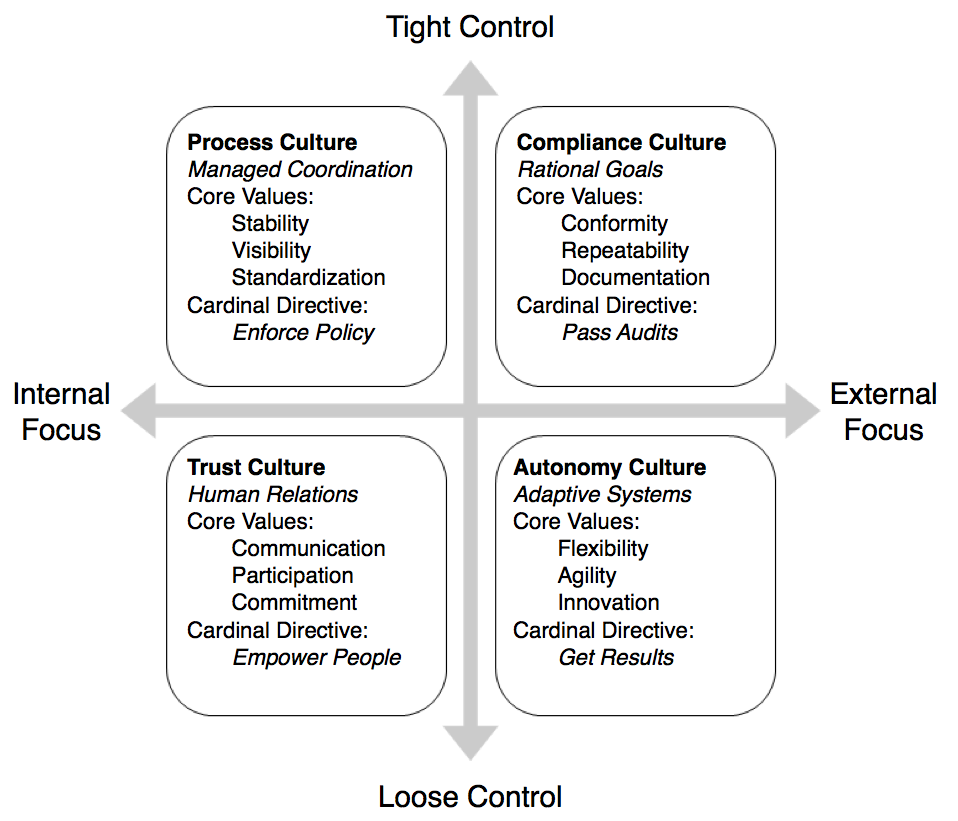 Tight Control
Process Culture
Managed Coordination
Core Values:
Stability
Visibility
Standardization
Cardinal Directive:
Enforce Policy
Compliance Culture
Rational Goals
Core Values:
Conformity
Repeatability
Documentation
Cardinal Directive:
Pass Audits
Internal
Focus
External
Focus
Trust Culture
Human Relations
Core Values:
Communication
Participation
Commitment
Cardinal Directive:
Empower People
Autonomy Culture
Adaptive Systems
Core Values:
Flexibility
Agility
Innovation
Cardinal Directive:
Get Results
Loose Control